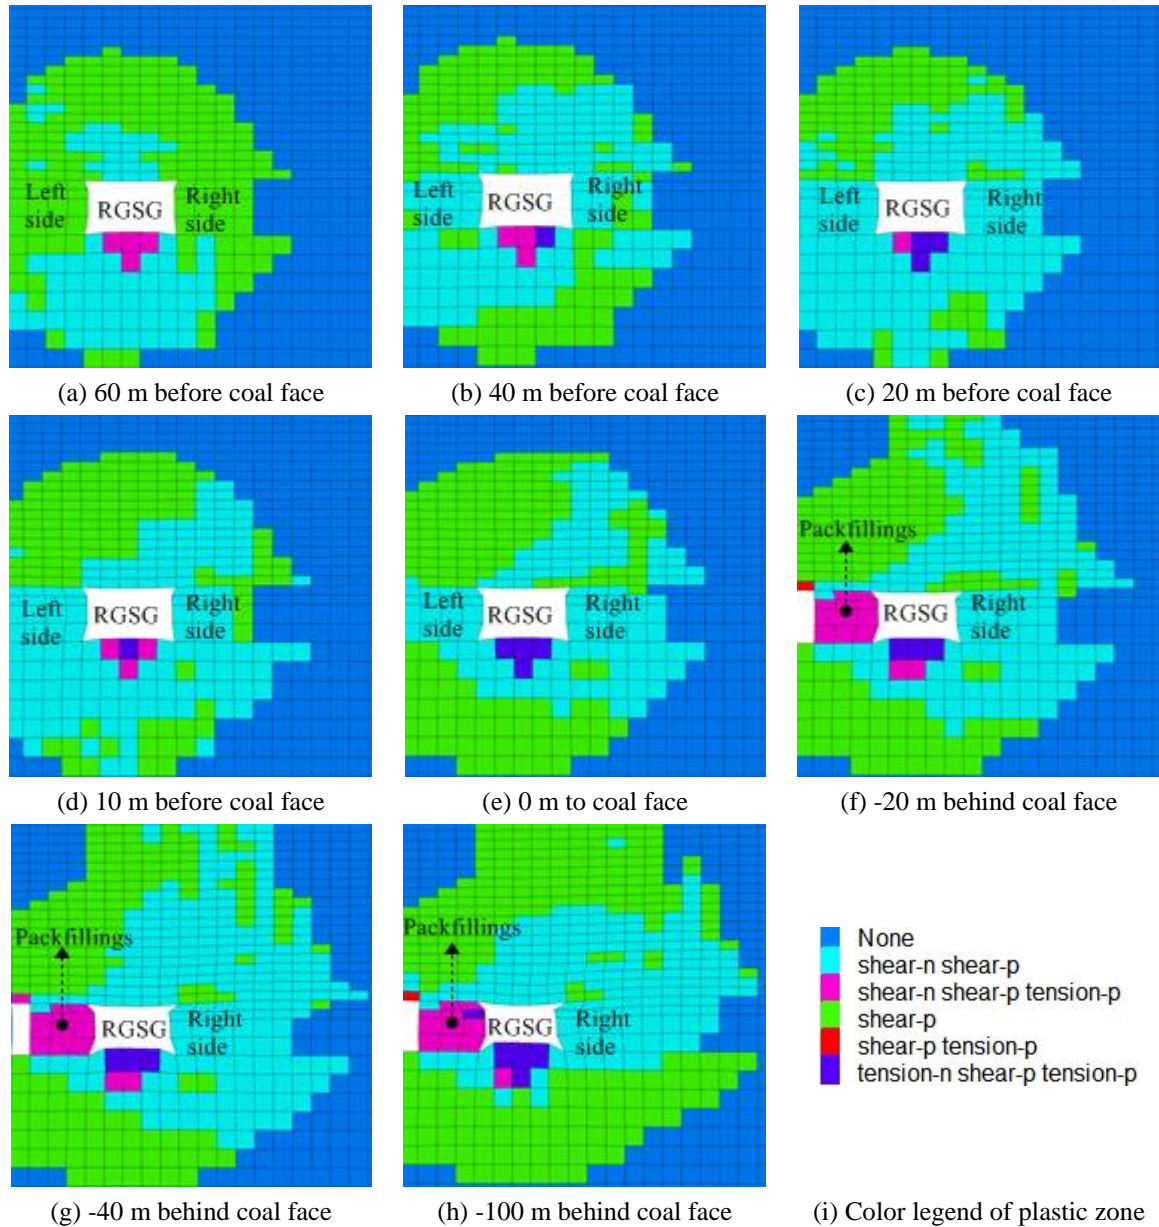 Left
side
RGSG
Right
side
Left
side
RGSG
Right
side
Left
side
RGSG
Right
side
(a) 60 m before coal face
(b) 40 m before coal face
(c) 20 m before coal face
Left
side
RGSG
Right
side
Left
side
RGSG
Right
side
Packfillings
RGSG
Right
side
(d) 10 m before coal face
(e) 0 m to coal face
(f) -20 m behind coal face
Packfillings
RGSG
Right
side
Packfillings
RGSG
Right
side
None
shear-n shear-p
shear-n shear-p tension-p
shear-p
shear-p tension-p
tension-n shear-p tension-p
(g) -40 m behind coal face
(h) -100 m behind coal face
(i) Color legend of plastic zone